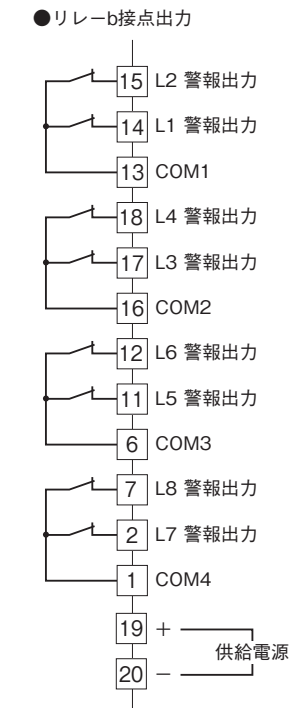 ●リレーb接点出力
15 L2 警報出力
14 L1 警報出力
13 COM1
18 L4 警報出力
17 L3 警報出力
16 COM2
12 L6 警報出力
11 L5 警報出力
6 COM3
7 L8 警報出力
2 L7 警報出力
1 COM4
19 +
供給電源
20 −